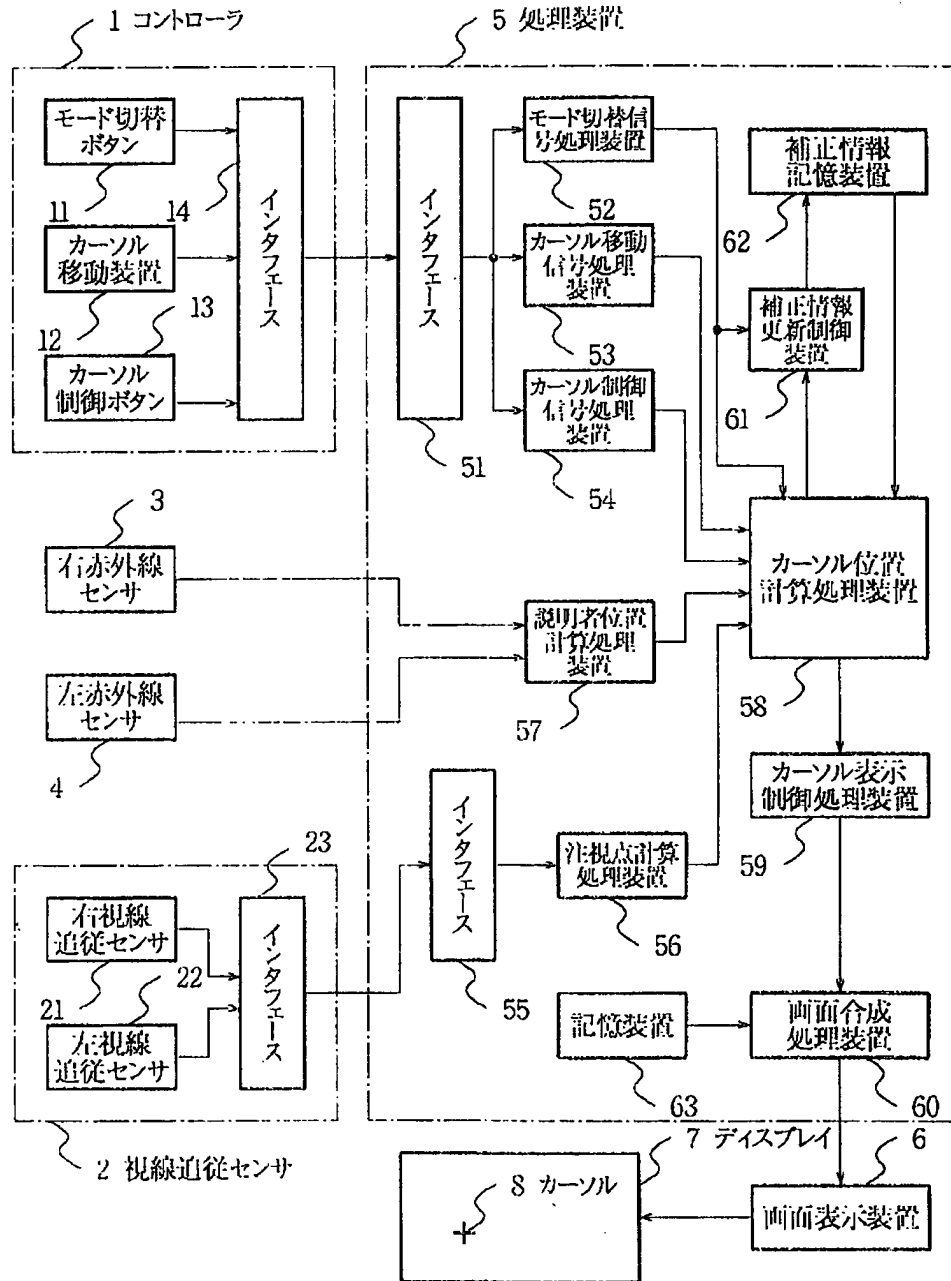 1 コントローラ
モード切替
ボタン
11
14
カーソル
移動装置
12
13
カーソル
制御ボタン
インタフェース
3
右赤外線
センサ
左赤外線
センサ
4
23
右視線
追従センサ
21
22
左視線
追従センサ
インタフェース
2 視線追従センサ
5 処理装置
インタフェース
51
モード切替信
号処理装置
52
カーソル移動
信号処理
装置
53
カーソル制御
信号処理
装置
54
補正情報
記憶装置
62
補正情報
更新制御
装置
61
カーソル位置
計算処理装置
58
説明者位置
計算処理
装置
57
カーソル表示
制御処理装置
59
インタフェース
55
注視点計算
処理装置
56
記憶装置
63
画面合成
処理装置
60
7 ディスプレイ
8 カーソル
6
画面表示装置